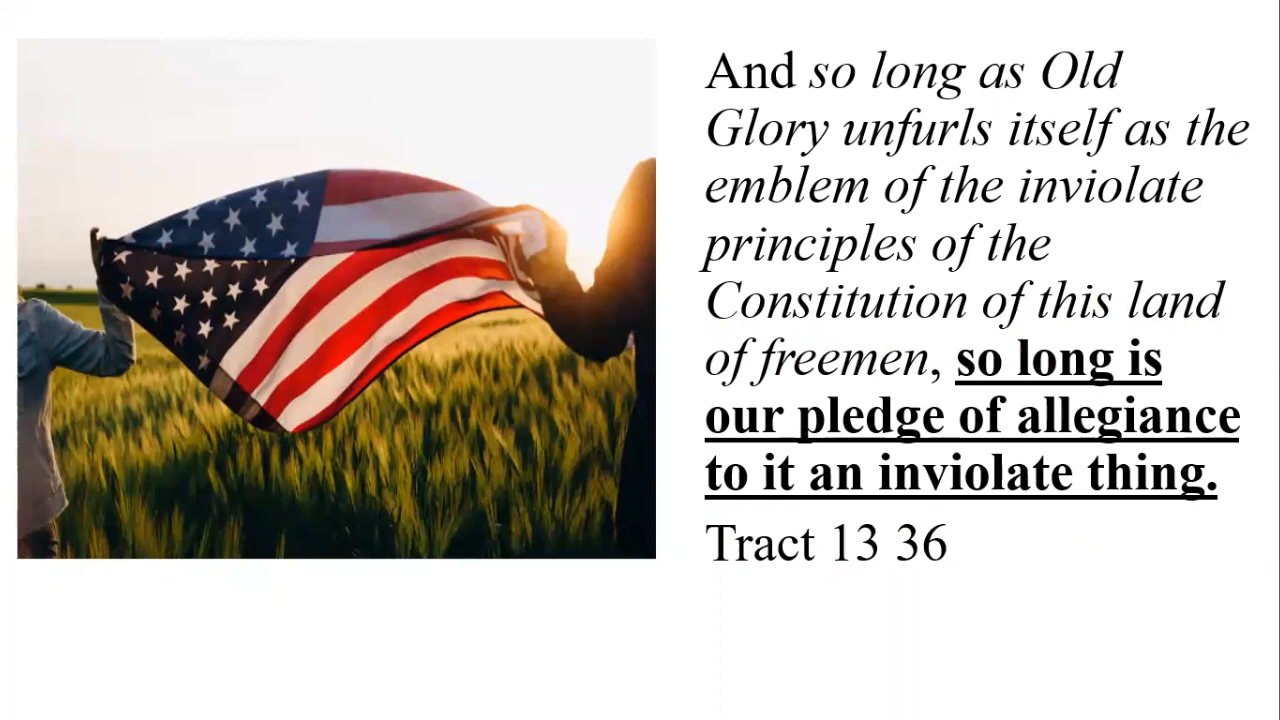 And so long as Old
Glory unfurls itself as the
emblem of the inviolate
principles of the
Constitution of this land
of freemen, so long is
our pledge of allegiance
to it an inviolate thing.
Tract 13 36